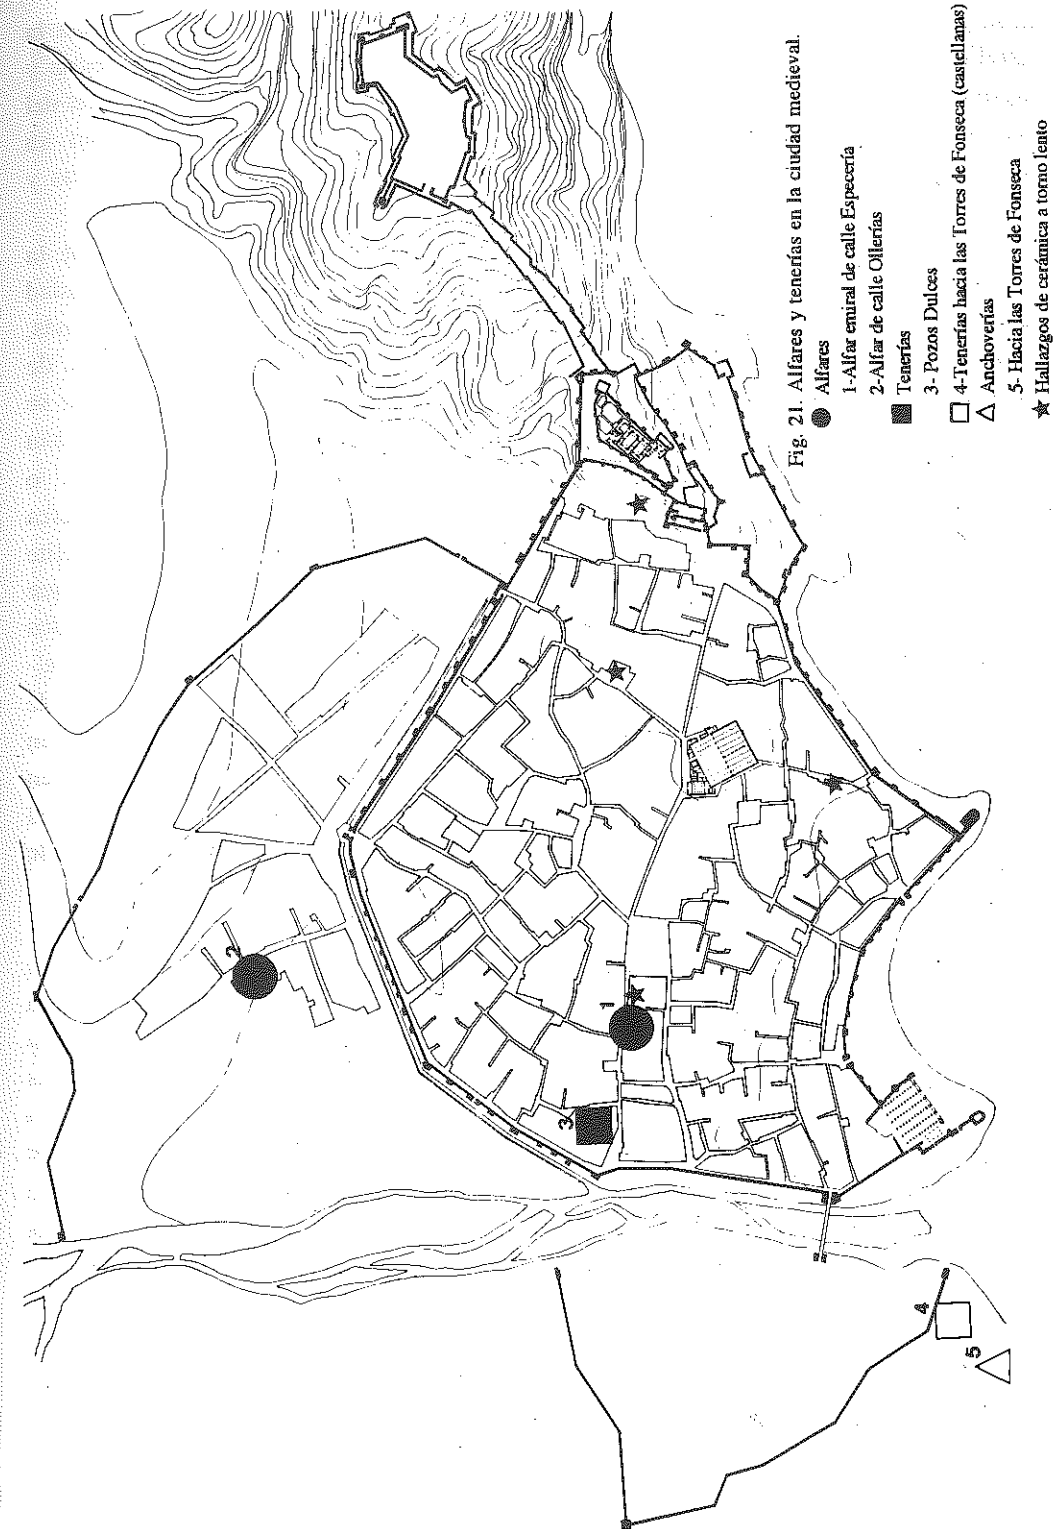 Fig. 21. Alfares y tenerías en la ciudad medieval.
Alfares
1-Alfar emiral de calle Especería
2-Alfar de calle Ollerías
Tenerías
3- Pozos Dulces
4-Tenerías hacia las Torres de Fonseca (castellanas)
Anchoverías
5- Hacia las Torres de Fonseca
Hallazgos de cerámica a torno lento
2
1
3
4
5